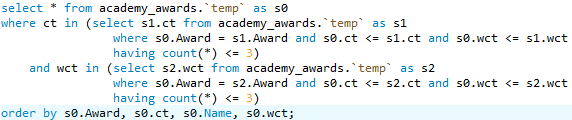 select * from academy_awards.`temp` as s0
where ct in (select s1.ct from academy_awards.`temp` as s1
where s0.Award = s1.Award and s0.ct <= s1.ct and s0.wct <= s1.wct
having count(*) <= 3)
and wct in (select s2.wct from academy_awards.`temp` as s2
where s0.Award = s2.Award and s0.ct <= s2.ct and s0.wct <= s2.wct
having count(*) <= 3)
order by s0.Award, s0.ct, s0.Name, s0.wct;